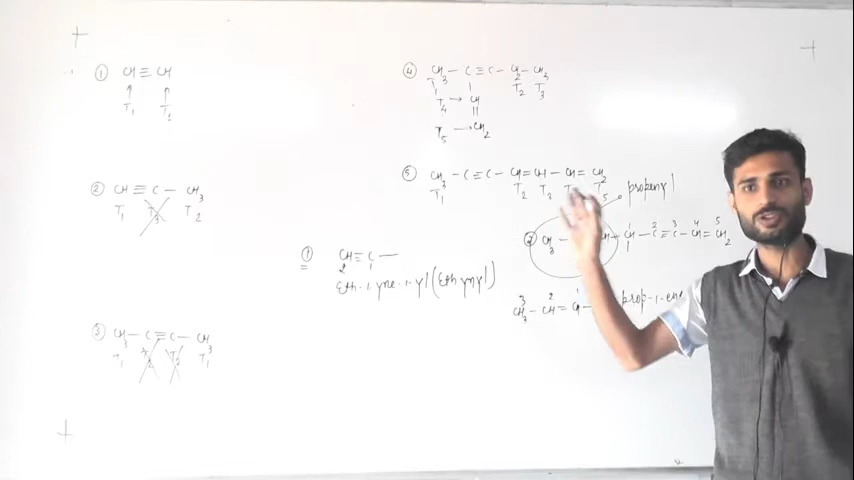 ① CH ≡ CH
↑ ↑
T1 T1
② CH ≡ C — CH3
T1 T3 T2
③ CH3 — C ≡ C — CH3
T1 T2 T1
④ CH3 — C ≡ C — CH2 — CH3
T1 T2 T3
T4 → CH
||
T5 → CH2
⑤ CH3 — C ≡ C — CH = CH — CH = CH2
T1 T2 T3 T5
propenyl
① CH ≡ C —
2 1
Eth-1-yne-1-yl (Ethynyl)
⑦ CH3 — CH — CH — C ≡ C — CH = CH2
1 2 3 4 5
3 2 1
CH3 — CH = C — prop-1-ene